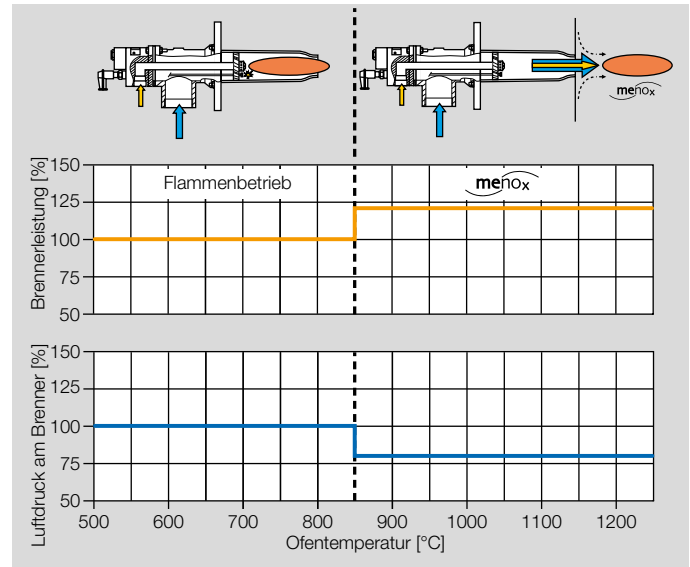 menox
Flammenbetrieb
menox
Brennerleistung [%]
150
125
100
75
50
Luftdruck am Brenner [%]
150
125
100
75
50
500 600 700 800 900 1000 1100 1200
Ofentemperatur [°C]